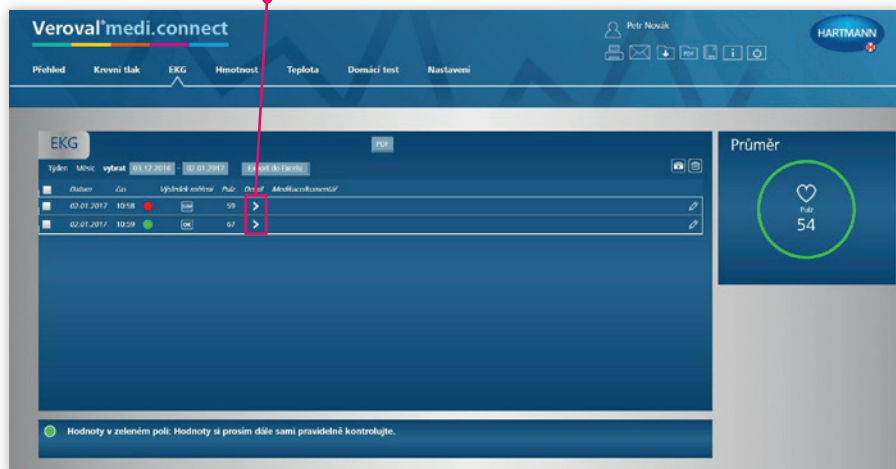 Veroval®medi.connect
Petr Novák
HARTMANN
PDF
Přehled Krevní tlak EKG Hmotnost Teplota Domácí test Nastavení
EKG
PDF
Týden Měsíc vybrat 03.12.2016 - 02.01.2017 Export do Excelu
Datum čas Výsledek měření Pulz Detail Medikace/komentář
02.01.2017 10:58 59
02.01.2017 10:59 OK 67
Průměr
Pulz
54
Hodnoty v zeleném poli: Hodnoty si prosím dále sami pravidelně kontrolujte.